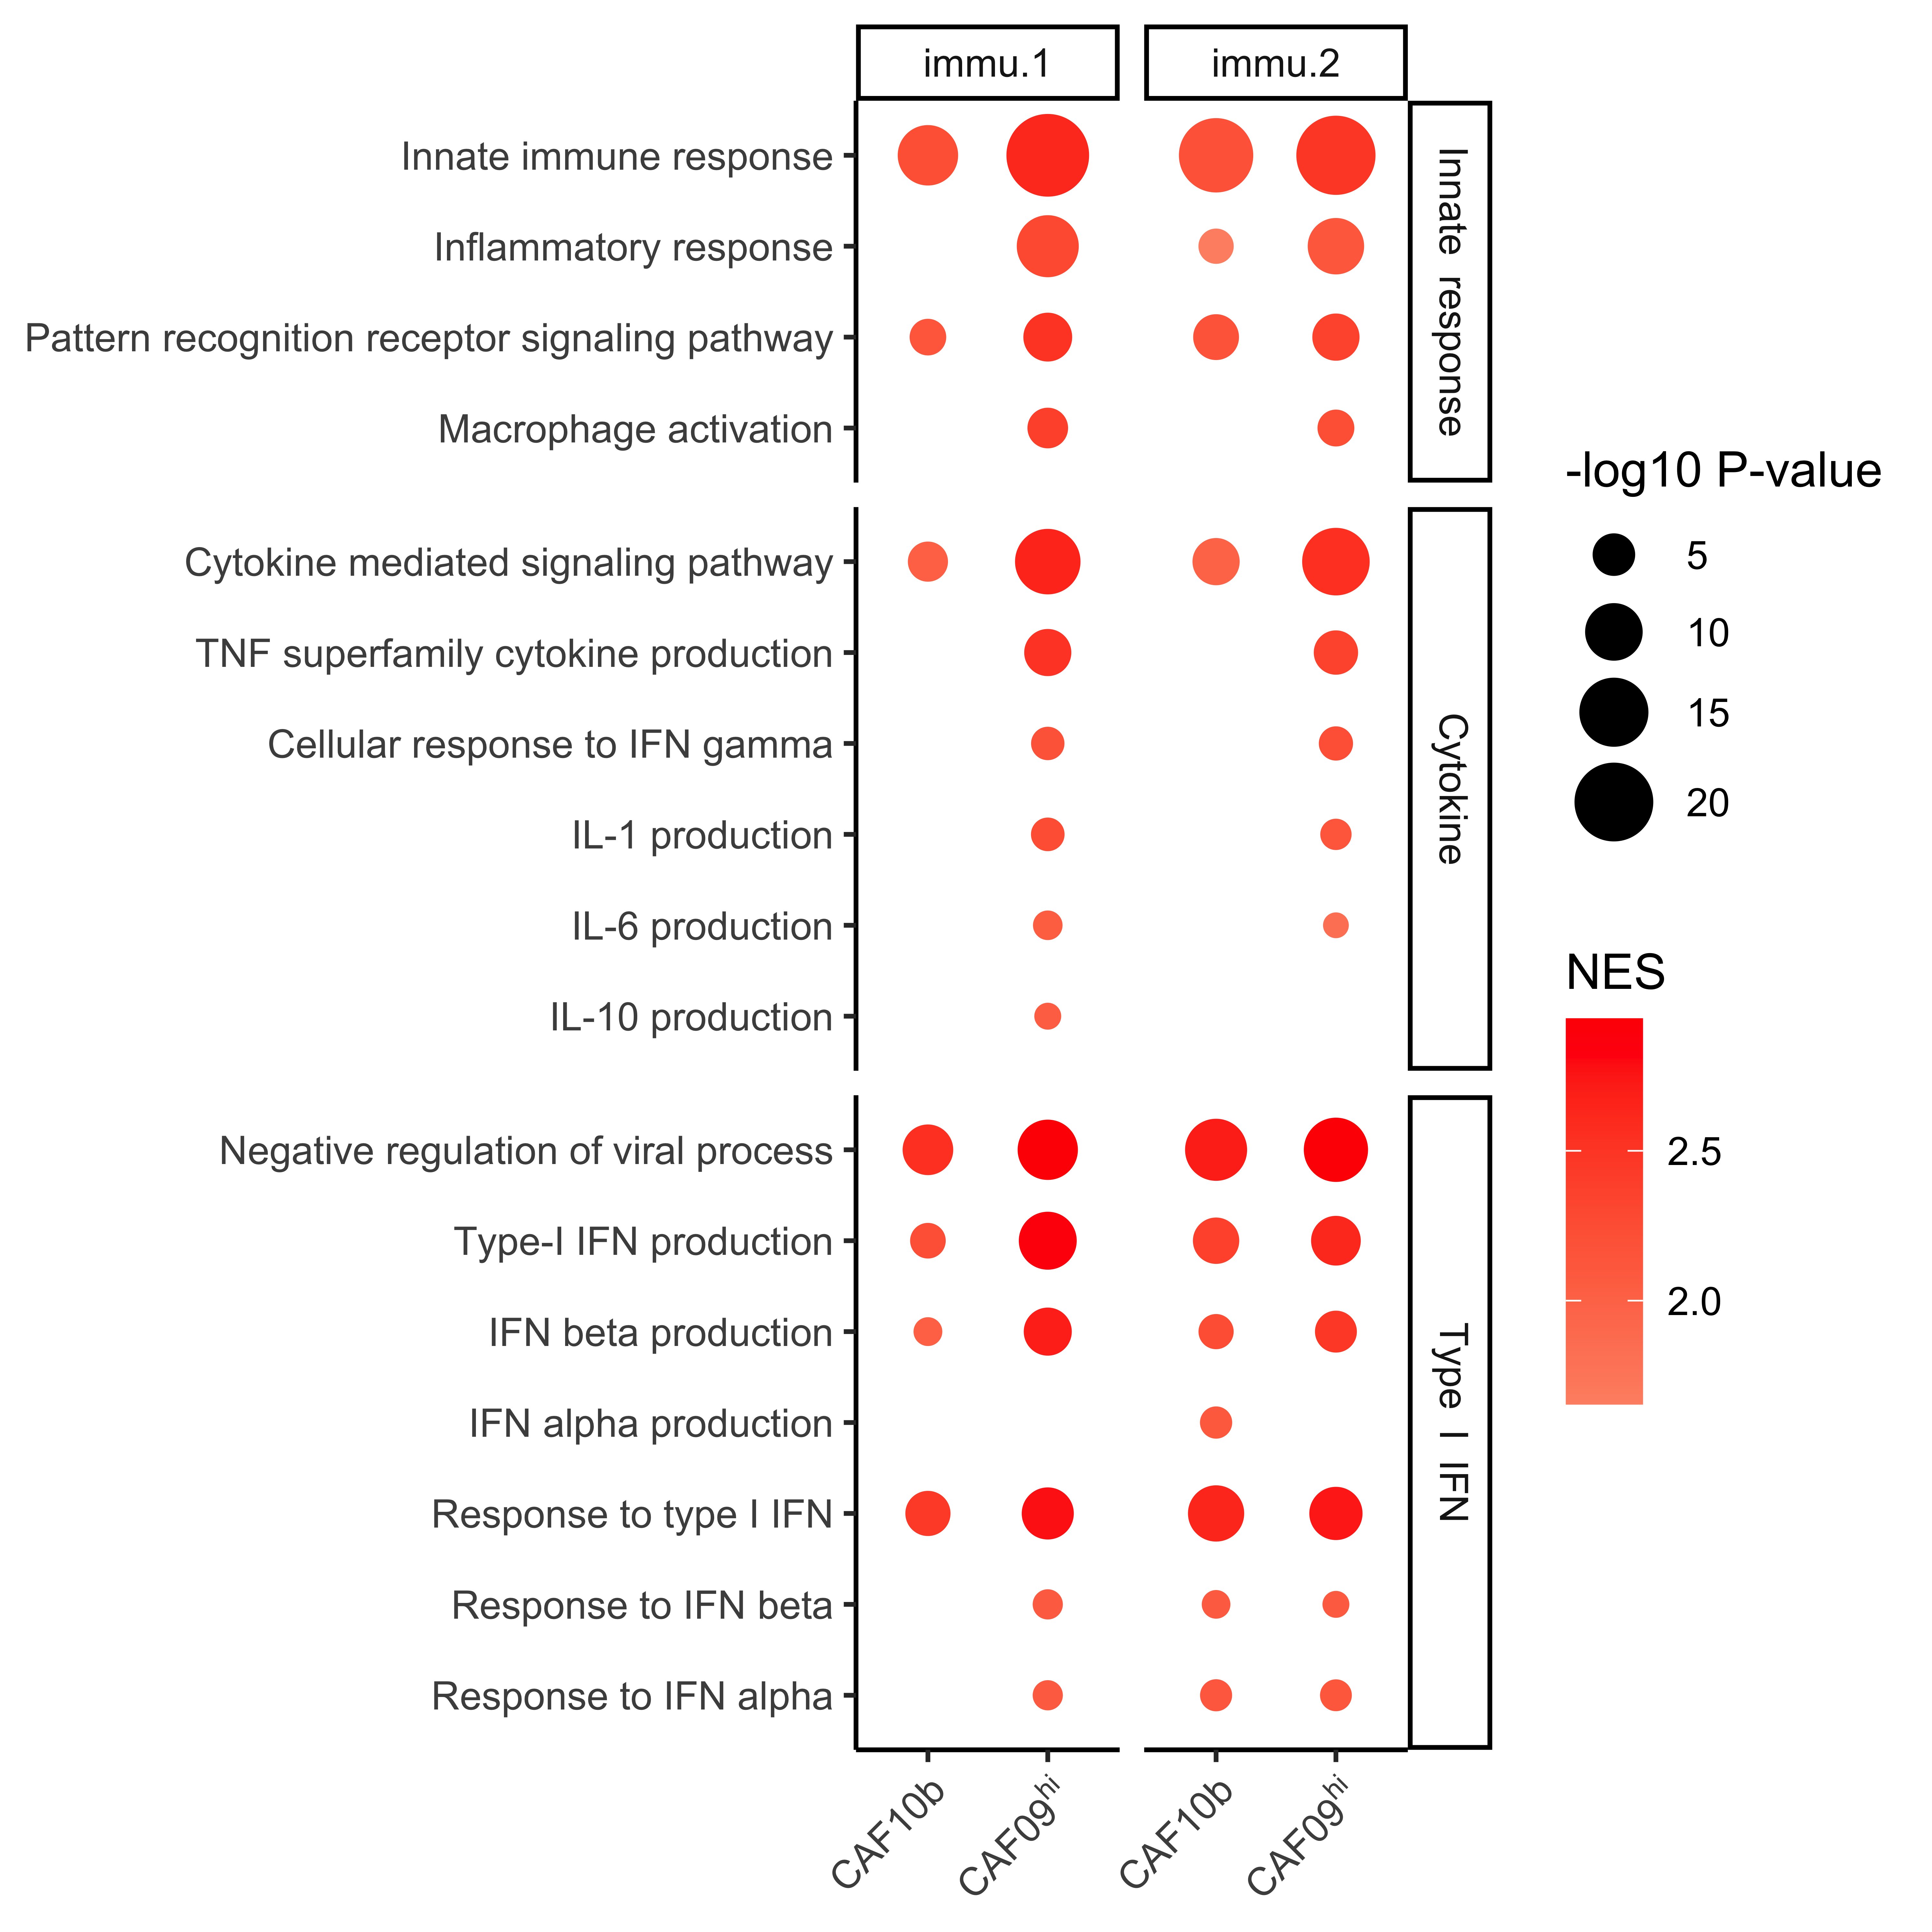 immu.1
immu.2
Innate immune response
Inflammatory response
Pattern recognition receptor signaling pathway
Macrophage activation
Innate response
Cytokine mediated signaling pathway
TNF superfamily cytokine production
Cellular response to IFN gamma
IL-1 production
IL-6 production
IL-10 production
Cytokine
Negative regulation of viral process
Type-I IFN production
IFN beta production
IFN alpha production
Response to type I IFN
Response to IFN beta
Response to IFN alpha
Type I IFN
CAF10b
CAF09hi
CAF10b
CAF09hi
-log10 P-value
5
10
15
20
NES
2.5
2.0